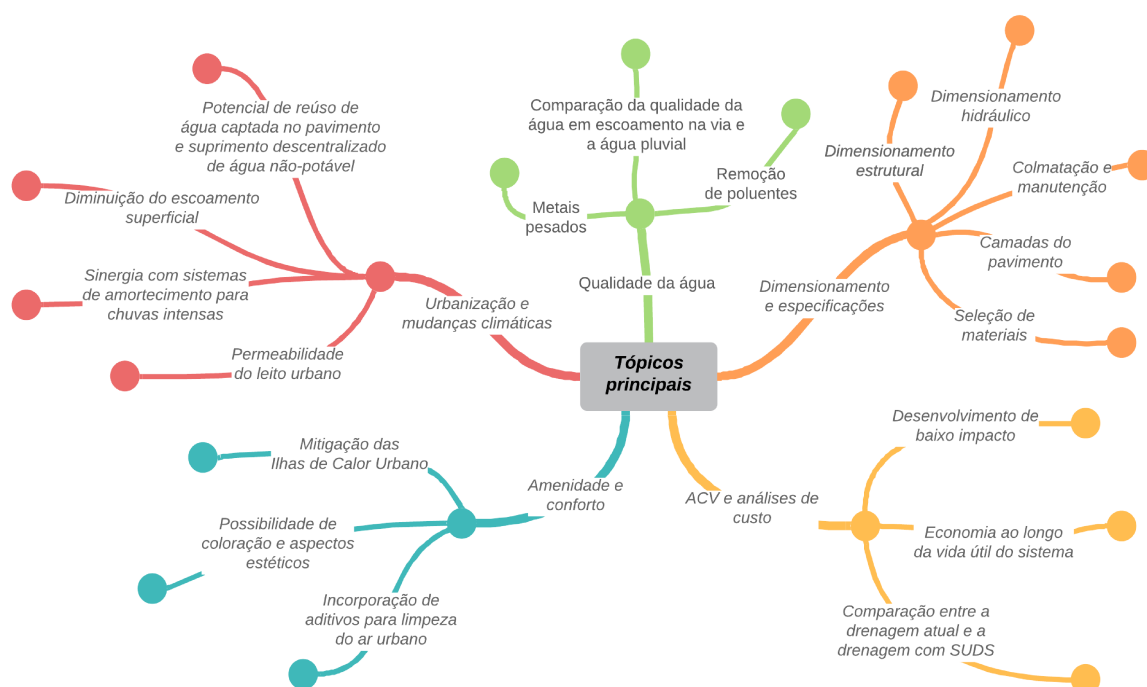 Tópicos
principais
Urbanização e
mudanças climáticas
Potencial de reúso de
água captada no pavimento
e suprimento descentralizado
de água não-potável
Diminuição do escoamento
superficial
Sinergia com sistemas
de amortecimento para
chuvas intensas
Permeabilidade
do leito urbano
Qualidade da água
Metais
pesados
Comparação da qualidade da
água em escoamento na via e
a água pluvial
Remoção
de poluentes
Dimensionamento
e especificações
Dimensionamento
estrutural
Dimensionamento
hidráulico
Colmatação e
manutenção
Camadas do
pavimento
Seleção de
materiais
Amenidade e
conforto
Mitigação das
Ilhas de Calor Urbano
Possibilidade de
coloração e aspectos
estéticos
Incorporação de
aditivos para limpeza
do ar urbano
ACV e análises de
custo
Desenvolvimento de
baixo impacto
Economia ao longo
da vida útil do sistema
Comparação entre a
drenagem atual e a
drenagem com SUDS